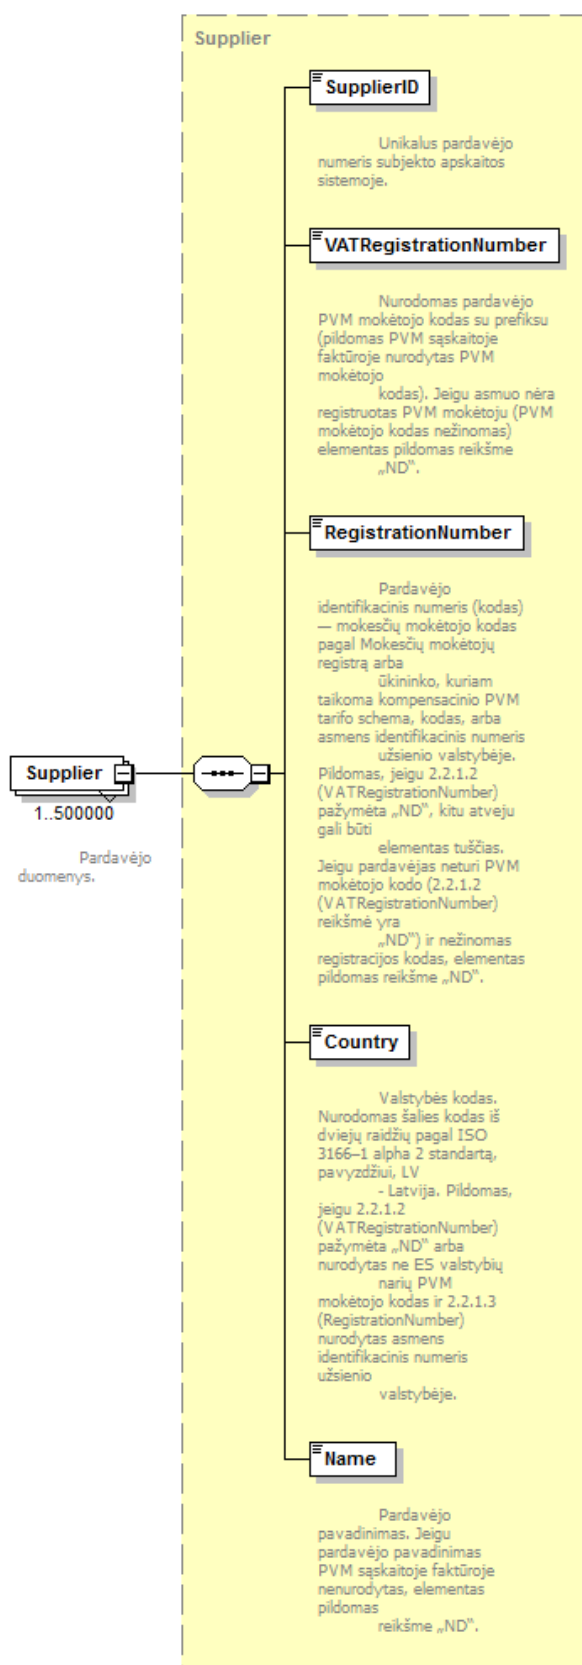 Supplier
SupplierID
Unikalus pardavėjo
numeris subjekto apskaitos
sistemoje.
VATRegistrationNumber
Nurodomas pardavėjo
PVM mokėtojo kodas su prefiksu
(pildomas PVM sąskaitoje
faktūroje nurodytas PVM
mokėtojo
kodas). Jeigu asmuo nėra
registruotas PVM mokėtoju (PVM
mokėtojo kodas nežinomas)
elementas pildomas reikšme
„ND“.
RegistrationNumber
Pardavėjo
identifikacinis numeris (kodas)
— mokesčių mokėtojo kodas
pagal Mokesčių mokėtojų
registrą arba
ūkininko, kuriam
taikoma kompensacinio PVM
tarifo schema, kodas, arba
asmens identifikacinis numeris
užsienio valstybėje.
Pildomas, jeigu 2.2.1.2
(VATRegistrationNumber)
pažymėta „ND“, kitu atveju
gali būti
elementas tuščias.
Jeigu pardavėjas neturi PVM
mokėtojo kodo (2.2.1.2
(VATRegistrationNumber)
reikšmė yra
„ND“) ir nežinomas
registracijos kodas, elementas
pildomas reikšme „ND“.
Supplier
1..500000
Pardavėjo
duomenys.
Country
Valstybės kodas.
Nurodomas šalies kodas iš
dviejų raidžių pagal ISO
3166–1 alpha 2 standartą,
pavyzdžiui, LV
- Latvija. Pildomas,
jeigu 2.2.1.2
(VATRegistrationNumber)
pažymėta „ND“ arba
nurodytas ne ES valstybių
narių PVM
mokėtojo kodas ir 2.2.1.3
(RegistrationNumber)
nurodytas asmens
identifikacinis numeris
užsienio
valstybėje.
Name
Pardavėjo
pavadinimas. Jeigu
pardavėjo pavadinimas
PVM sąskaitoje faktūroje
nenurodytas, elementas
pildomas
reikšme „ND“.